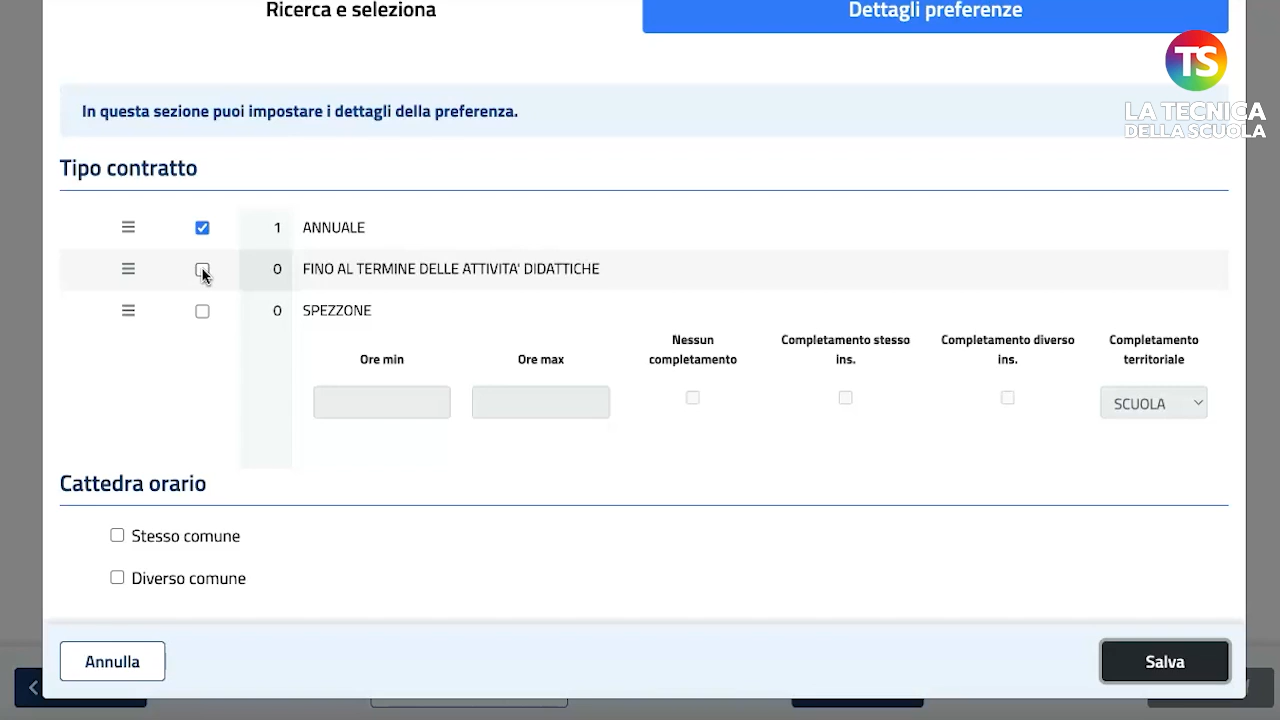 Ricerca e seleziona
Dettagli preferenze
TS
LA TECNICA
DELLA SCUOLA
In questa sezione puoi impostare i dettagli della preferenza.
Tipo contratto
1 ANNUALE
0 FINO AL TERMINE DELLE ATTIVITA' DIDATTICHE
0 SPEZZONE
Ore min
Ore max
Nessun
completamento
Completamento stesso
ins.
Completamento diverso
ins.
Completamento
territoriale
SCUOLA
Cattedra orario
Stesso comune
Diverso comune
Annulla
Salva